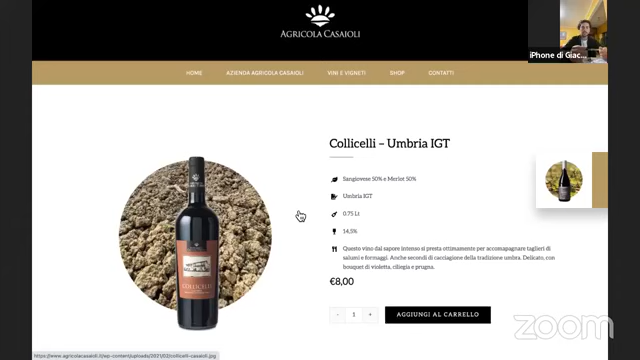 AGRICOLA CASAIOLI
iPhone di Giac...
HOME AZIENDA AGRICOLA CASAIOLI VINI E VIGNETI SHOP CONTATTI
Collicelli – Umbria IGT
Sangiovese 50% e Merlot 50%
Umbria IGT
0.75 Lt
14,5%
Questo vino dal sapore intenso si presta ottimamente per accompagnare taglieri di
salumi e formaggi. Anche secondi di cacciagione della tradizione umbra. Delicato, con
bouquet di violetta, ciliegia e prugna.
€8,00
- 1 + AGGIUNGI AL CARRELLO
COLLICELLI
zoom
https://www.agricolacasaioli.it/wp-content/uploads/2021/02/collicelli-casaioli.jpg